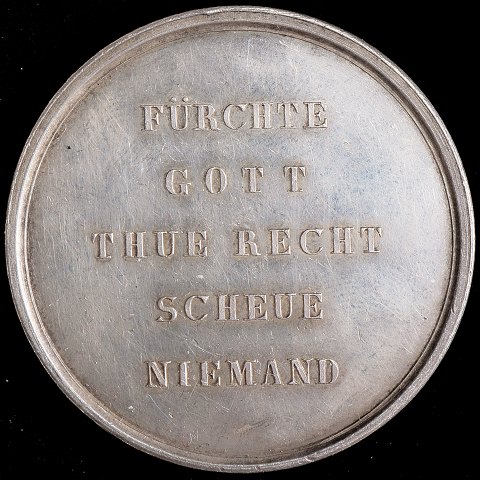 FÜRCHTE
GOTT
THUE RECHT
SCHEUE
NIEMAND